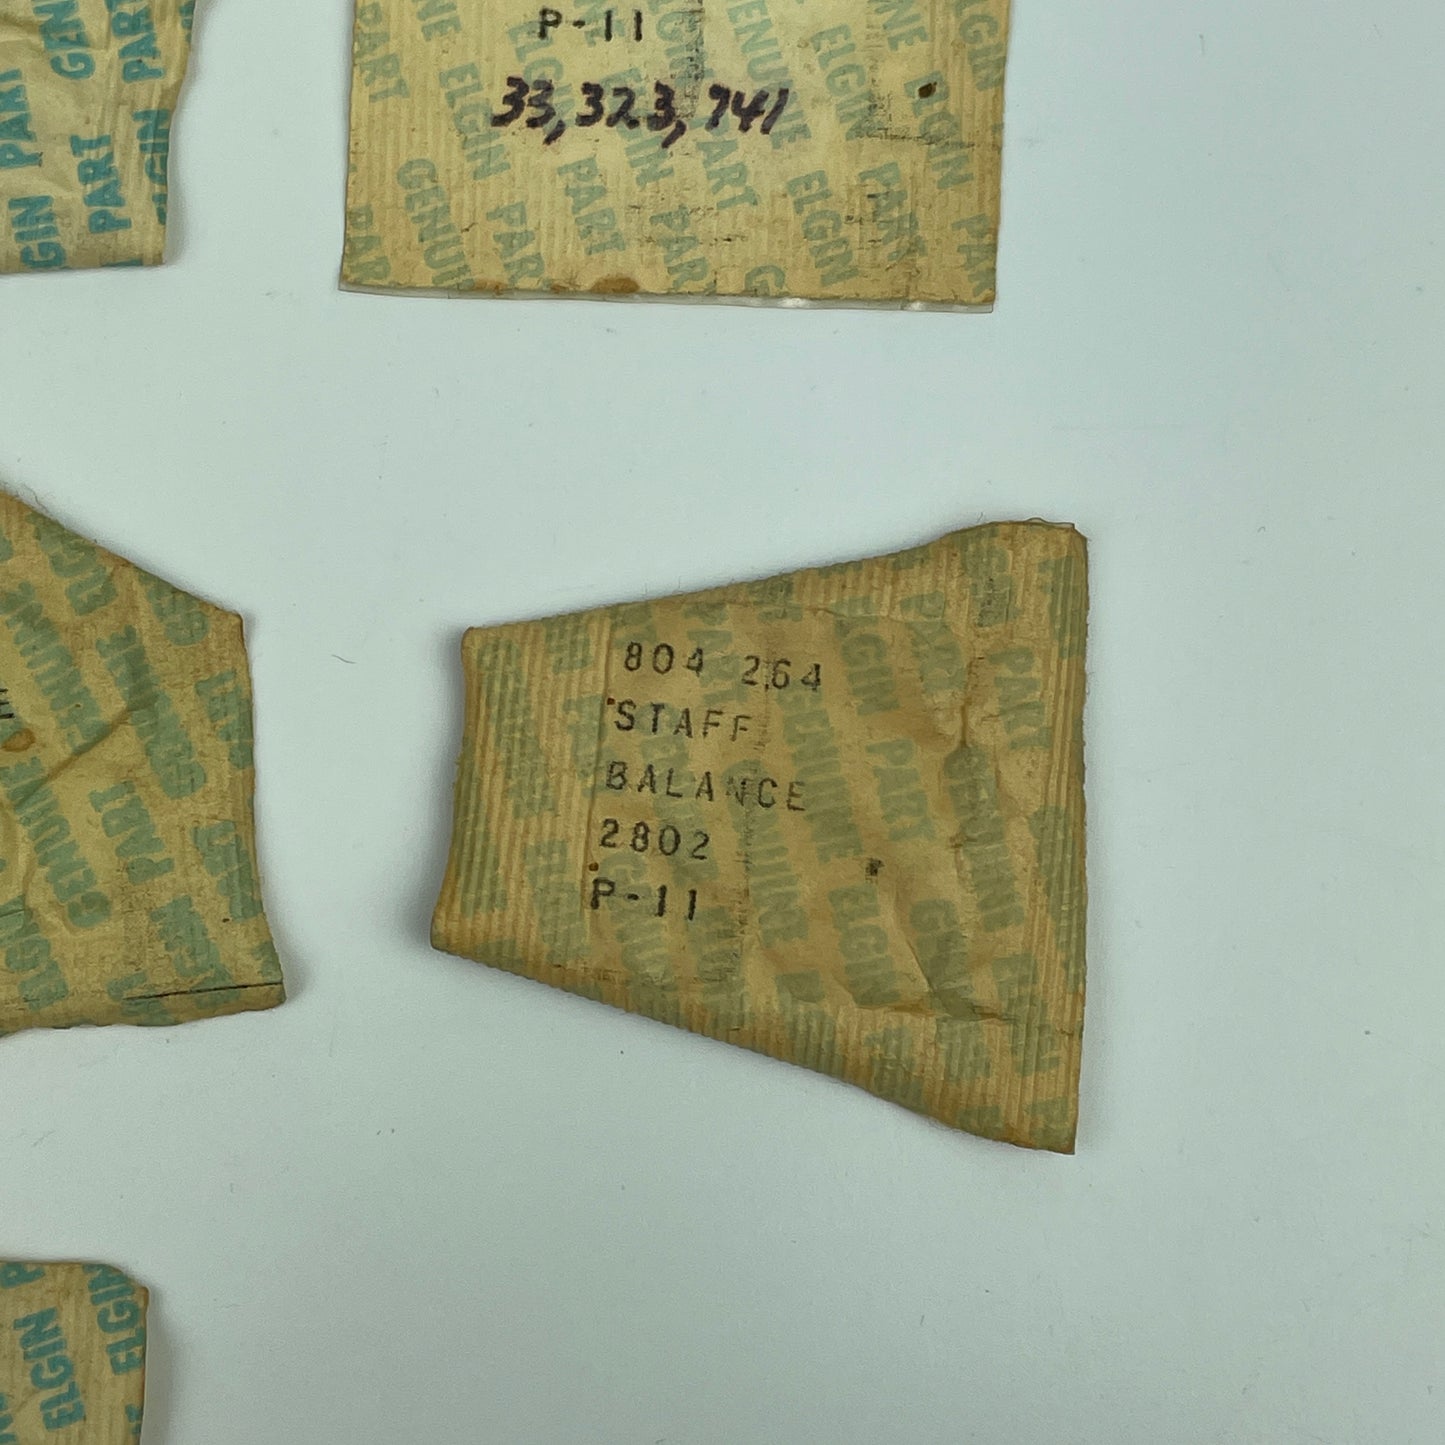 P-11
33,323,741
804 264
STAFF
BALANCE
2802
P-11
GENUINE
ELGIN
PART